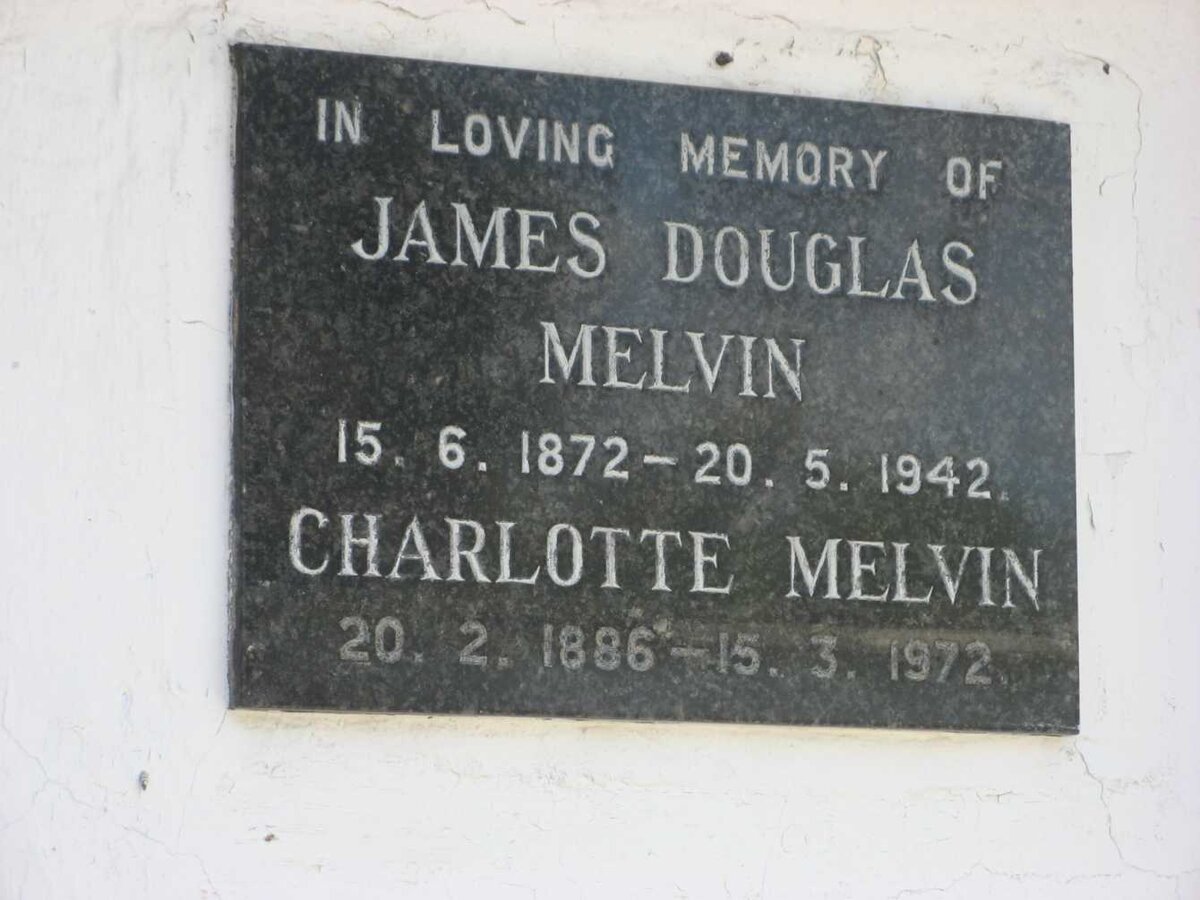 IN LOVING MEMORY OF
JAMES DOUGLAS
MELVIN
15. 6. 1872 – 20. 5. 1942.
CHARLOTTE MELVIN
20. 2. 1886 – 15. 3. 1972.